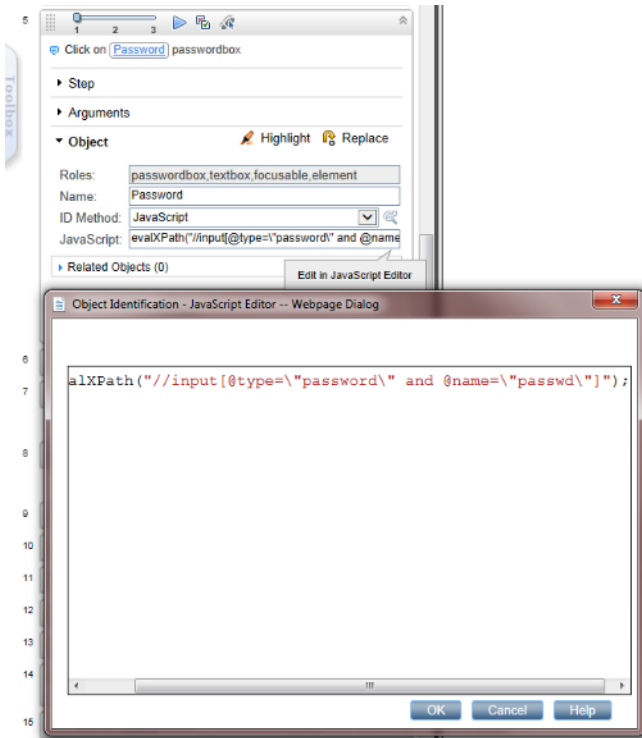 5
1 2 3
Click on Password passwordbox
Toolbox
Step
Arguments
Object Highlight Replace
Roles: passwordbox,textbox,focusable,element
Name: Password
ID Method: JavaScript
JavaScript: evalXPath("//input[@type=\"password\" and @name
Related Objects (0)
Edit in JavaScript Editor
Object Identification - JavaScript Editor -- Webpage Dialog
x
6
alXPath("//input[@type=\"password\" and @name=\"passwd\"]");
7
8
9
10
11
12
13
14
OK Cancel Help
15